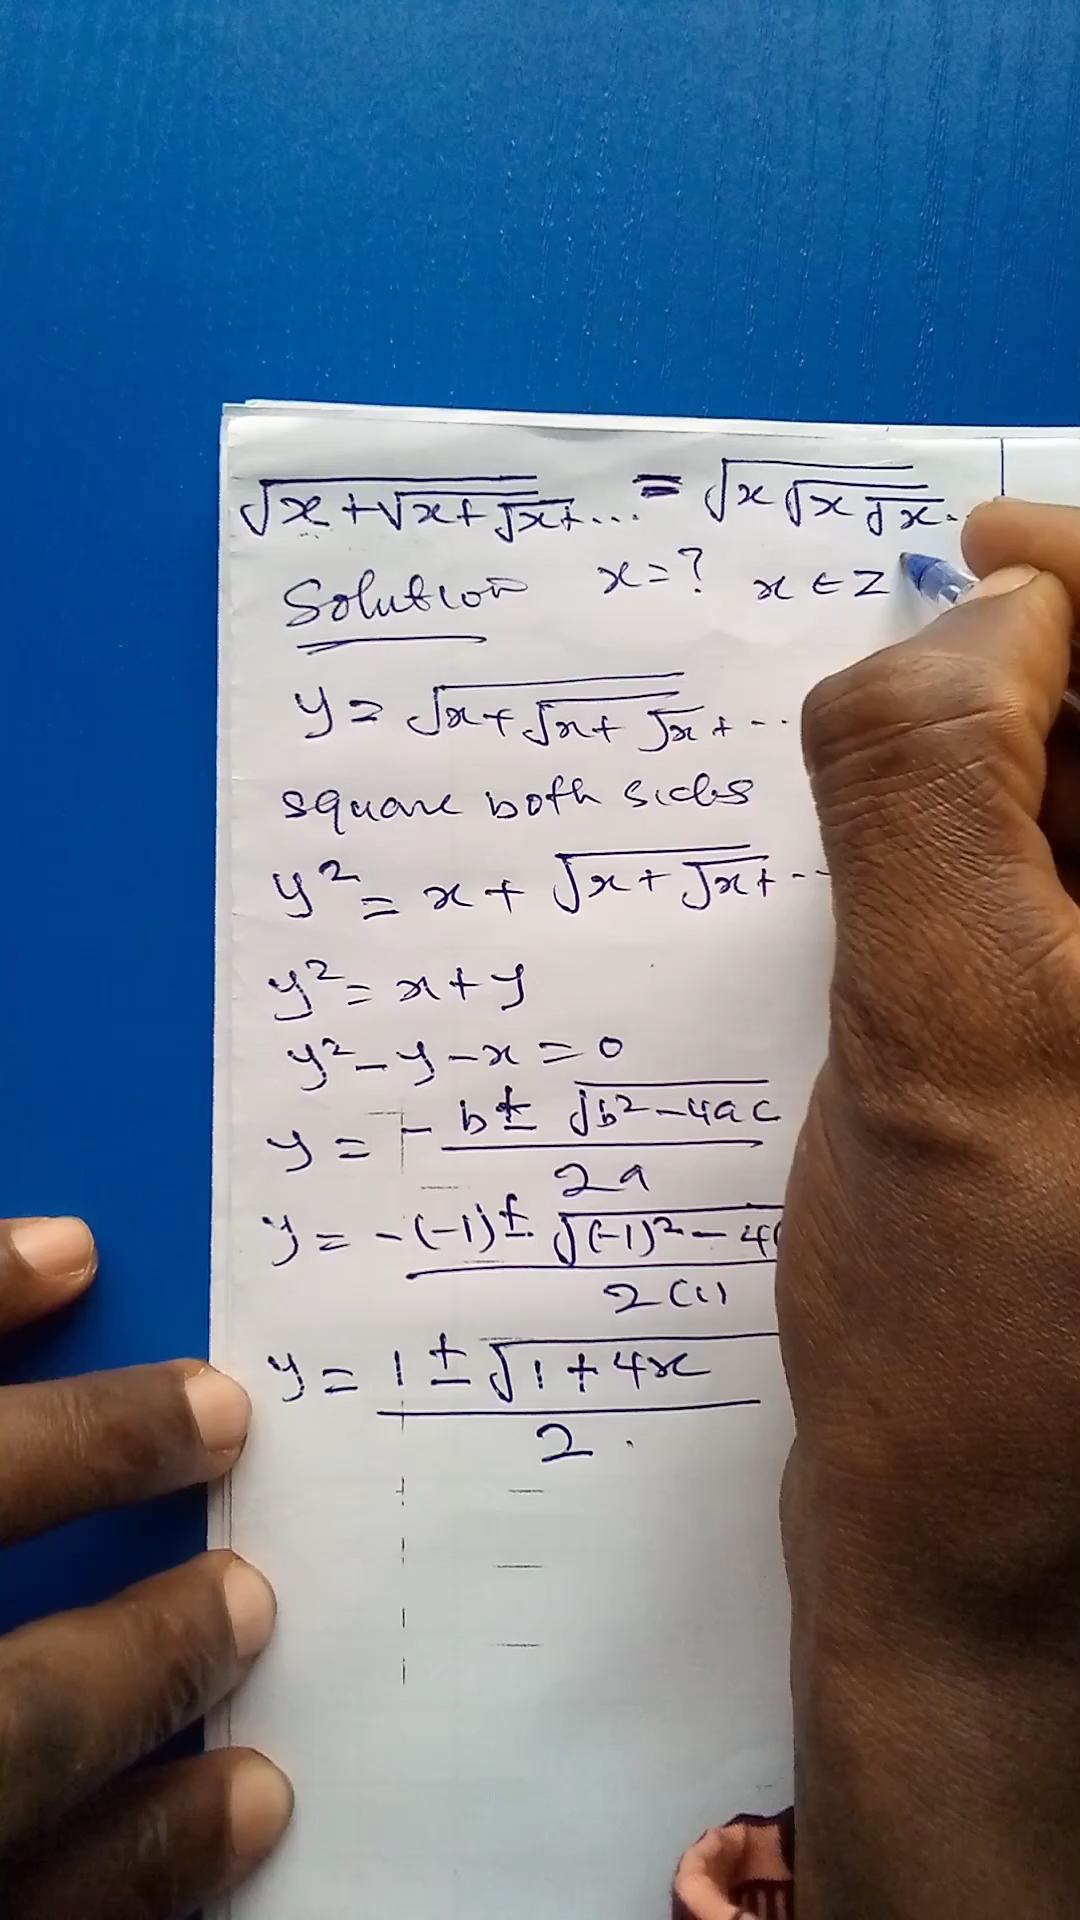 √x+√x+√x+... = √x√x√x.
Solution x=? x∈Z
y = √x+√x+√x+...
square both sides
y² = x + √x+√x+...
y² = x+y
y² - y - x = 0
y = -b ± √b²-4ac / 2a
y = -(-1) ± √(-1)²-4( / 2(1)
y = 1 ± √1+4x / 2.